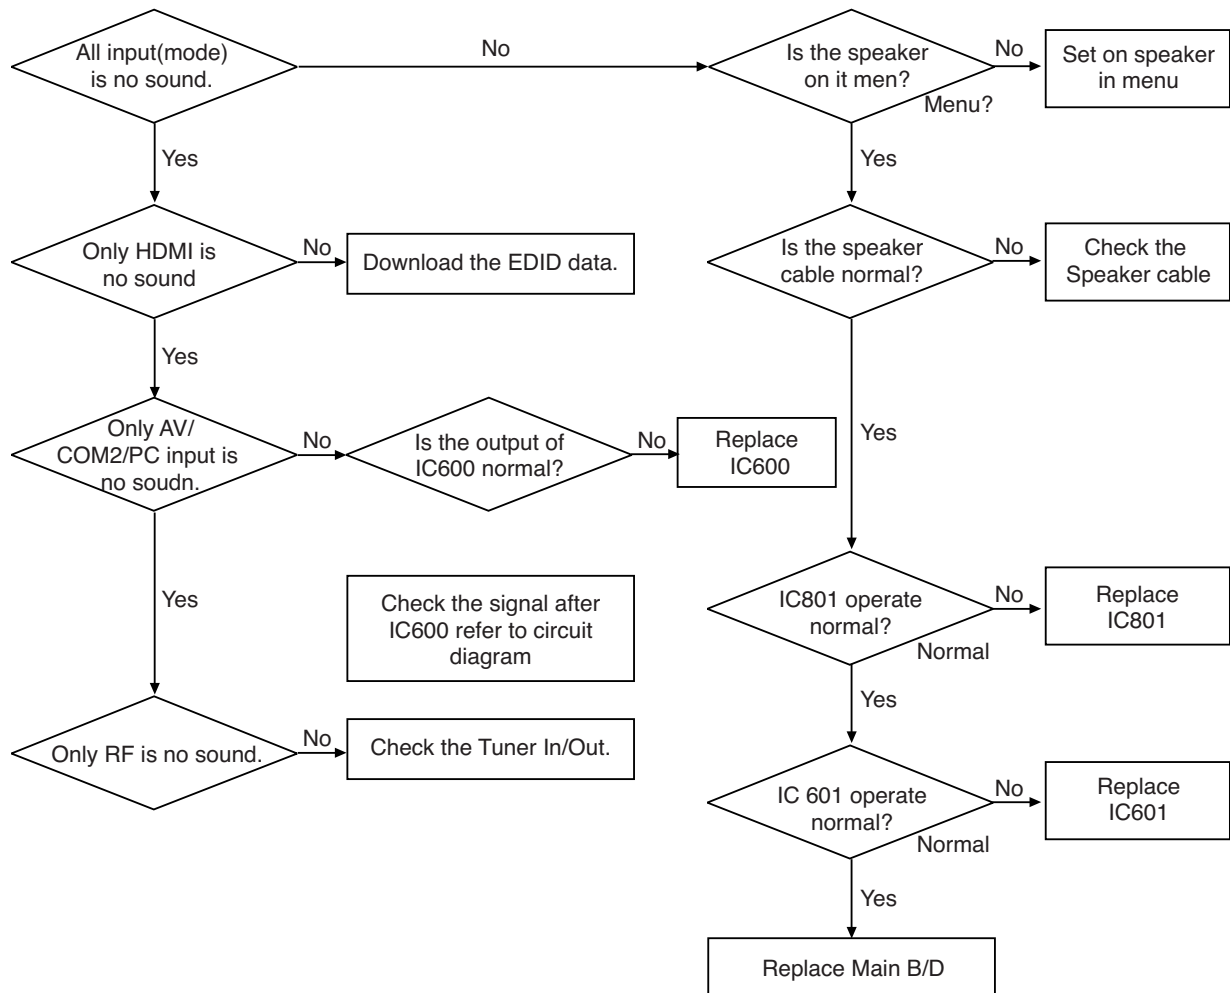 All input(mode)
is no sound.
No
Is the speaker
on it men?
Menu?
No
Set on speaker
in menu
Yes
Yes
Only HDMI is
no sound
No
Download the EDID data.
Is the speaker
cable normal?
No
Check the
Speaker cable
Yes
Yes
Only AV/
COM2/PC input is
no soudn.
No
Is the output of
IC600 normal?
No
Replace
IC600
Yes
Check the signal after
IC600 refer to circuit
diagram
IC801 operate
normal?
Normal
No
Replace
IC801
Yes
Only RF is no sound.
No
Check the Tuner In/Out.
IC 601 operate
normal?
Normal
No
Replace
IC601
Yes
Replace Main B/D